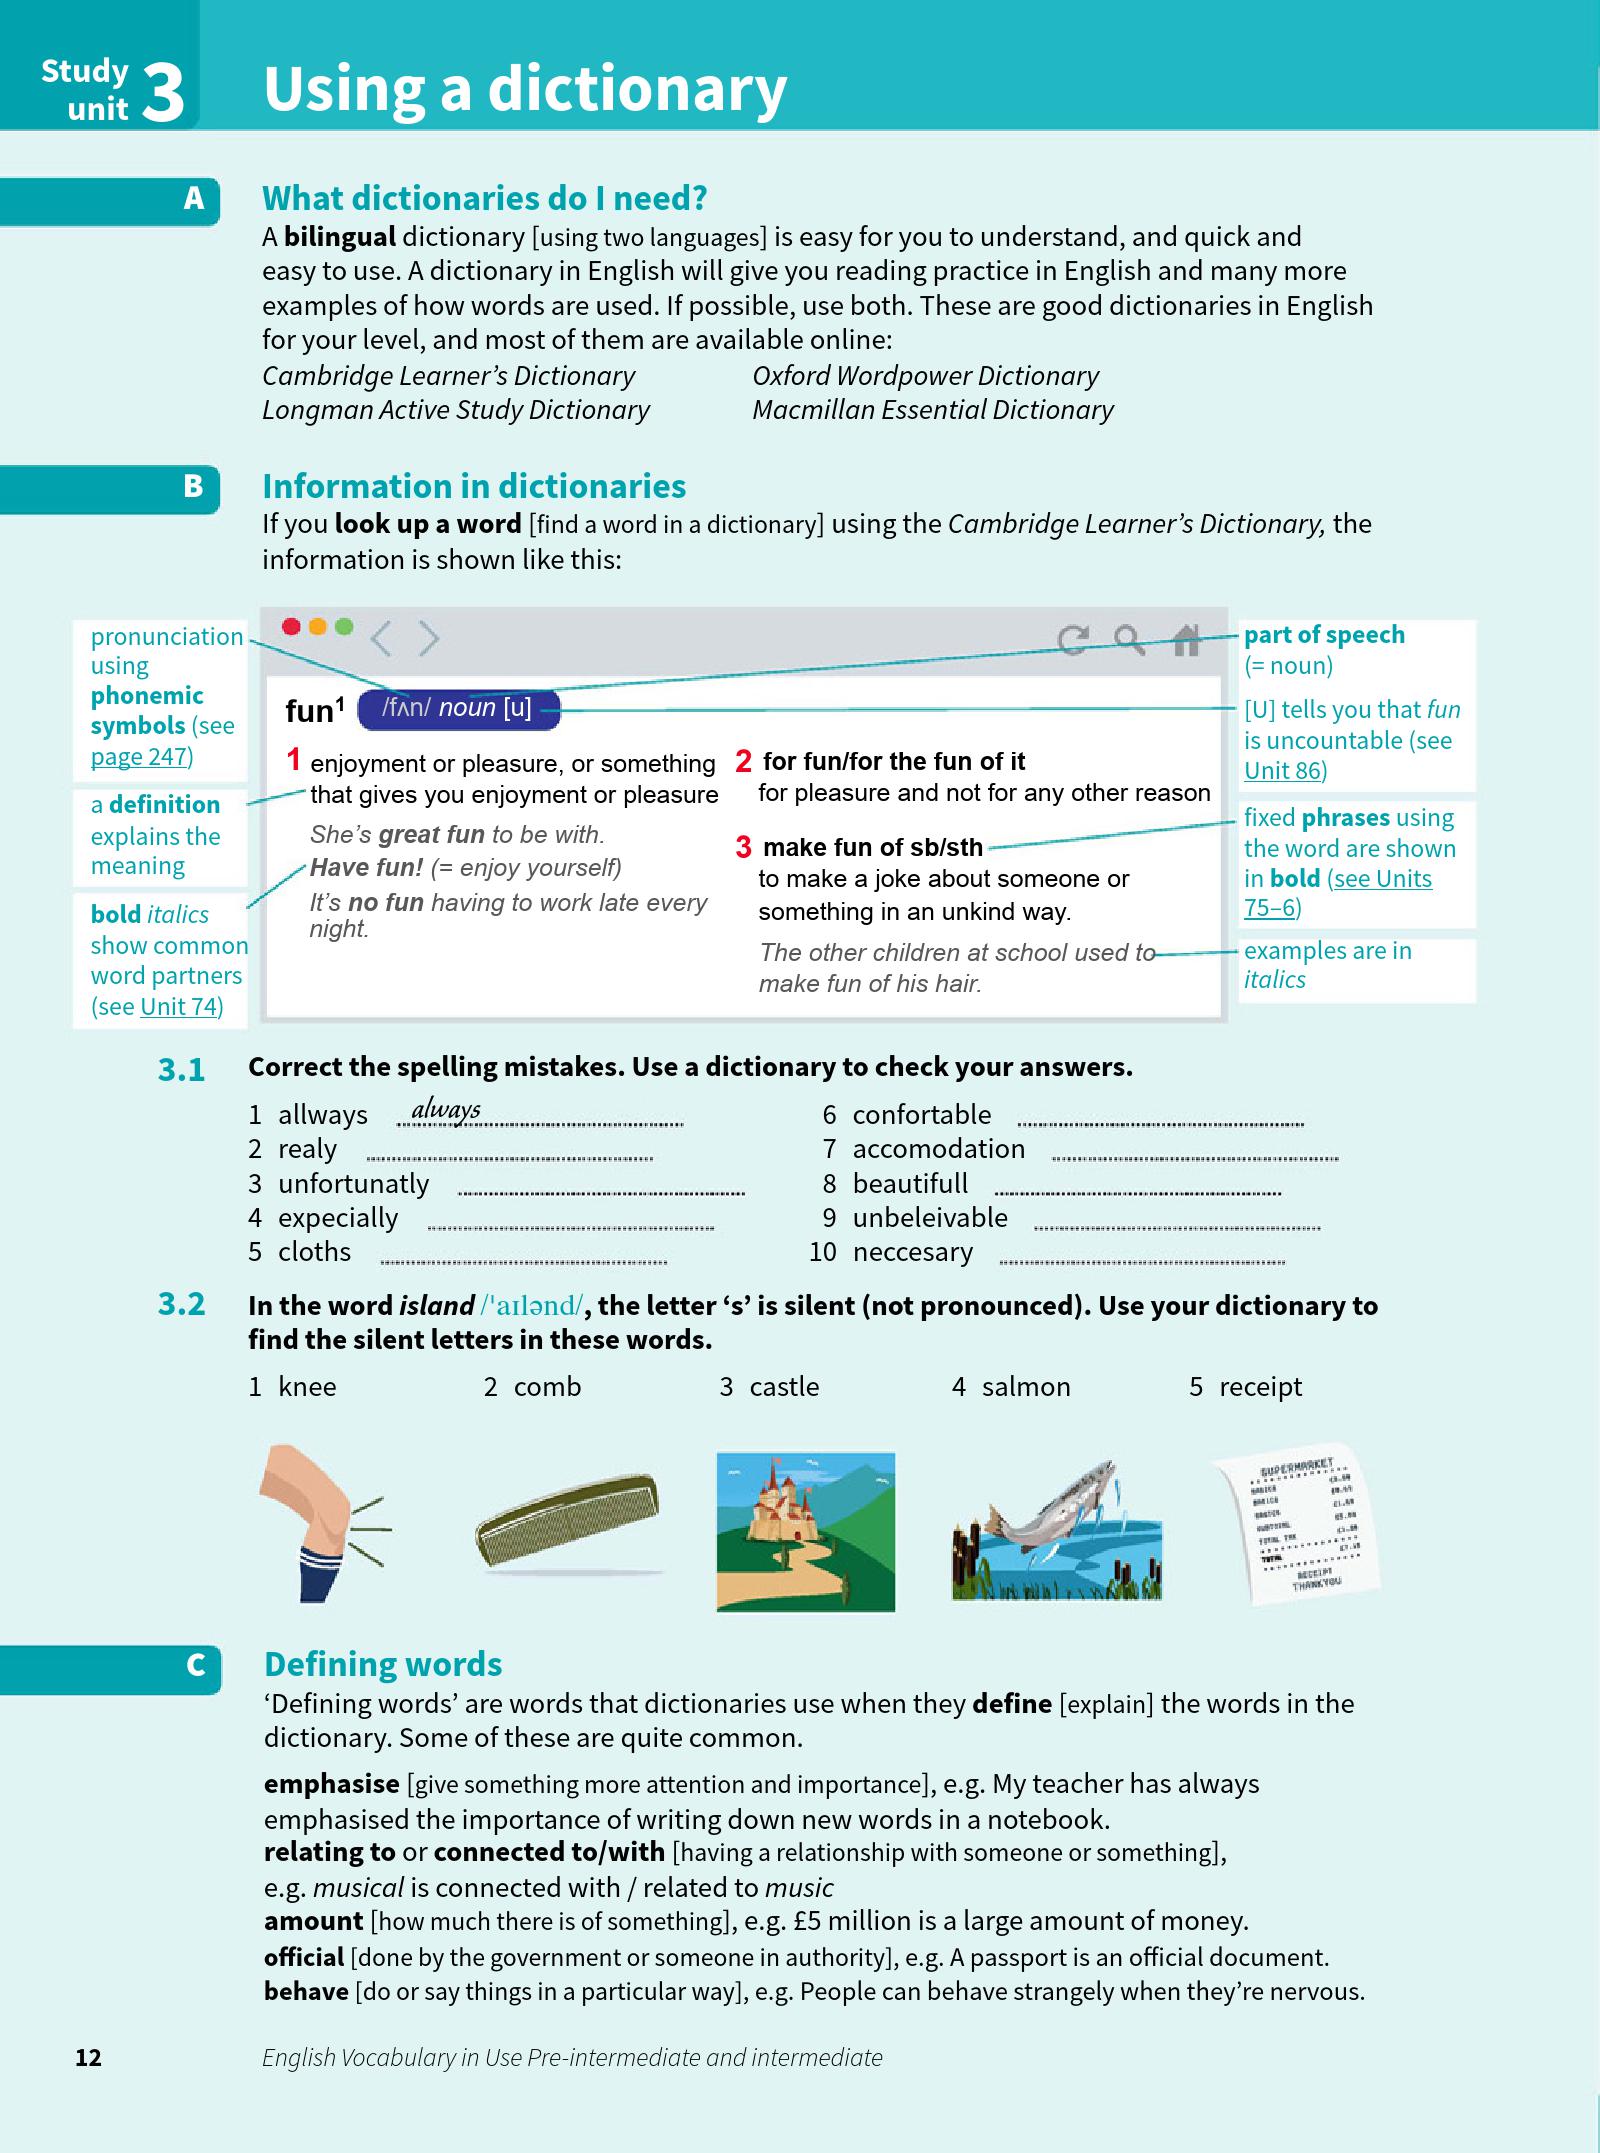 Study
unit 3
Using a dictionary
A
What dictionaries do I need?
A bilingual dictionary [using two languages] is easy for you to understand, and quick and
easy to use. A dictionary in English will give you reading practice in English and many more
examples of how words are used. If possible, use both. These are good dictionaries in English
for your level, and most of them are available online:
Cambridge Learner’s Dictionary Oxford Wordpower Dictionary
Longman Active Study Dictionary Macmillan Essential Dictionary
B
Information in dictionaries
If you look up a word [find a word in a dictionary] using the Cambridge Learner’s Dictionary, the
information is shown like this:
pronunciation
using
phonemic
symbols (see
page 247)
a definition
explains the
meaning
bold italics
show common
word partners
(see Unit 74)
fun¹ /fʌn/ noun [u]
1 enjoyment or pleasure, or something
that gives you enjoyment or pleasure
She’s great fun to be with.
Have fun! (= enjoy yourself)
It’s no fun having to work late every
night.
2 for fun/for the fun of it
for pleasure and not for any other reason
3 make fun of sb/sth
to make a joke about someone or
something in an unkind way.
The other children at school used to
make fun of his hair.
part of speech
(= noun)
[U] tells you that fun
is uncountable (see
Unit 86)
fixed phrases using
the word are shown
in bold (see Units
75–6)
examples are in
italics
3.1 Correct the spelling mistakes. Use a dictionary to check your answers.
1 allways always
2 realy
3 unfortunatly
4 expecially
5 cloths
6 confortable
7 accomodation
8 beautifull
9 unbeleivable
10 neccesary
3.2 In the word island /ˈaɪlənd/, the letter ‘s’ is silent (not pronounced). Use your dictionary to
find the silent letters in these words.
1 knee 2 comb 3 castle 4 salmon 5 receipt
SUPERMARKET
TOTAL
RECEIPT
THANKYOU
C
Defining words
‘Defining words’ are words that dictionaries use when they define [explain] the words in the
dictionary. Some of these are quite common.
emphasise [give something more attention and importance], e.g. My teacher has always
emphasised the importance of writing down new words in a notebook.
relating to or connected to/with [having a relationship with someone or something],
e.g. musical is connected with / related to music
amount [how much there is of something], e.g. £5 million is a large amount of money.
official [done by the government or someone in authority], e.g. A passport is an official document.
behave [do or say things in a particular way], e.g. People can behave strangely when they’re nervous.
12 English Vocabulary in Use Pre-intermediate and intermediate